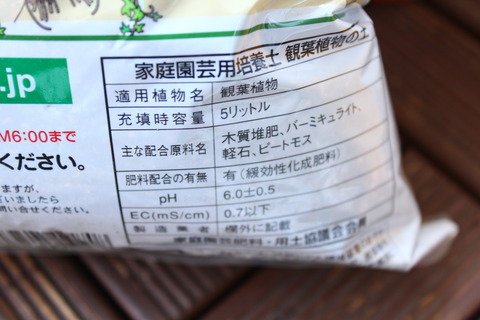 家庭園芸用培養土 観葉植物の土
適用植物名 観葉植物
充填時容量 5リットル
主な配合原料名 木質堆肥、バーミキュライト、
軽石、ピートモス
肥料配合の有無 有（緩効性化成肥料）
pH 6.0±0.5
EC(mS/cm) 0.7以下
製造業者 欄外に記載
家庭園芸肥料・用土協議会会員
.jp
M6:00まで
ください。
ますが、
いましたら
問い合せください。